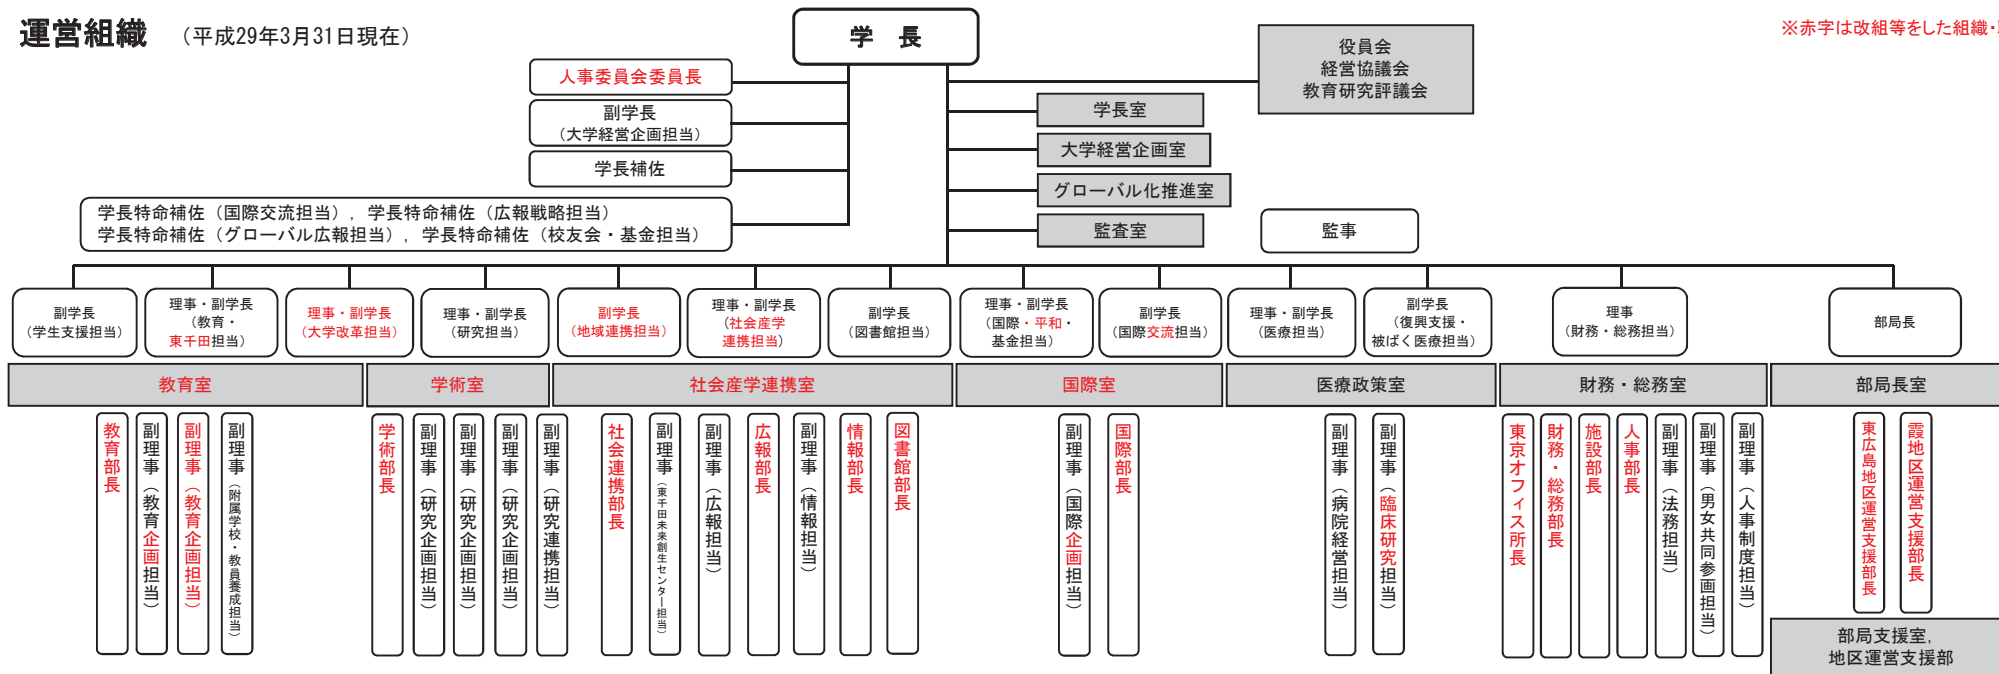 運営組織 （平成29年3月31日現在）
※赤字は改組等をした組織・
学 長
役員会
経営協議会
教育研究評議会
人事委員会委員長
副学長
（大学経営企画担当）
学長補佐
学長特命補佐（国際交流担当），学長特命補佐（広報戦略担当）
学長特命補佐（グローバル広報担当），学長特命補佐（校友会・基金担当）
学長室
大学経営企画室
グローバル化推進室
監査室
監事
副学長
（学生支援担当）
理事・副学長
（教育・
東千田担当）
理事・副学長
（大学改革担当）
理事・副学長
（研究担当）
副学長
（地域連携担当）
理事・副学長
（社会産学
連携担当）
副学長
（図書館担当）
理事・副学長
（国際・平和・
基金担当）
副学長
（国際交流担当）
理事・副学長
（医療担当）
副学長
（復興支援・
被ばく医療担当）
理事
（財務・総務担当）
部局長
教育室
学術室
社会産学連携室
国際室
医療政策室
財務・総務室
部局長室
教育部長
副理事（教育企画担当）
副理事（教育企画担当）
副理事（附属学校・教員養成担当）
学術部長
副理事（研究企画担当）
副理事（研究企画担当）
副理事（研究企画担当）
副理事（研究連携担当）
社会連携部長
副理事（東千田未来創生センター担当）
副理事（広報担当）
広報部長
副理事（情報担当）
情報部長
図書館部長
副理事（国際企画担当）
国際部長
副理事（病院経営担当）
副理事（臨床研究担当）
東京オフィス所長
財務・総務部長
施設部長
人事部長
副理事（法務担当）
副理事（男女共同参画担当）
副理事（人事制度担当）
東広島地区運営支援部長
霞地区運営支援部長
部局支援室，
地区運営支援部